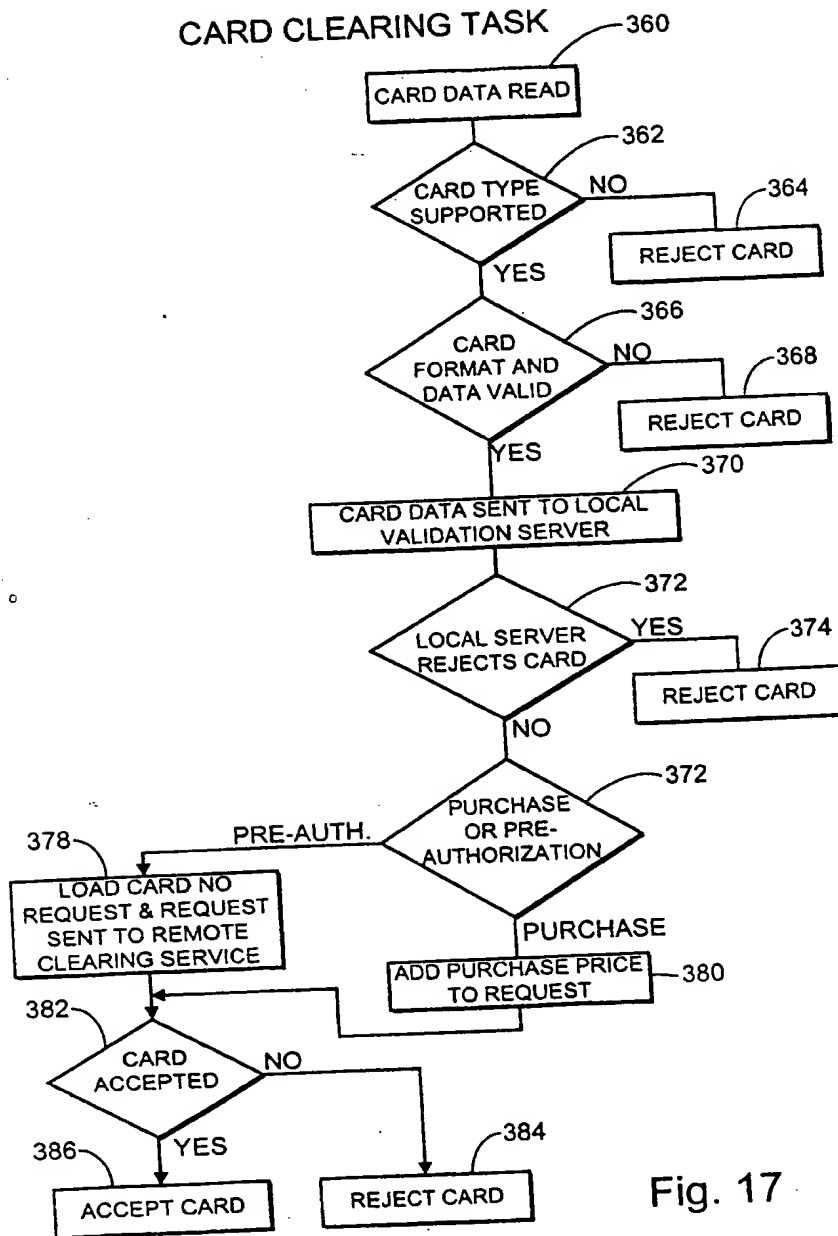 CARD CLEARING TASK
360
CARD DATA READ
362
CARD TYPE
SUPPORTED
NO
364
REJECT CARD
YES
366
CARD
FORMAT AND
DATA VALID
NO
368
REJECT CARD
YES
370
CARD DATA SENT TO LOCAL
VALIDATION SERVER
372
LOCAL SERVER
REJECTS CARD
YES
374
REJECT CARD
NO
372
PURCHASE
OR PRE-
AUTHORIZATION
PRE-AUTH.
378
LOAD CARD NO
REQUEST & REQUEST
SENT TO REMOTE
CLEARING SERVICE
PURCHASE
ADD PURCHASE PRICE
TO REQUEST
380
382
CARD
ACCEPTED
NO
YES
386
ACCEPT CARD
384
REJECT CARD
Fig. 17